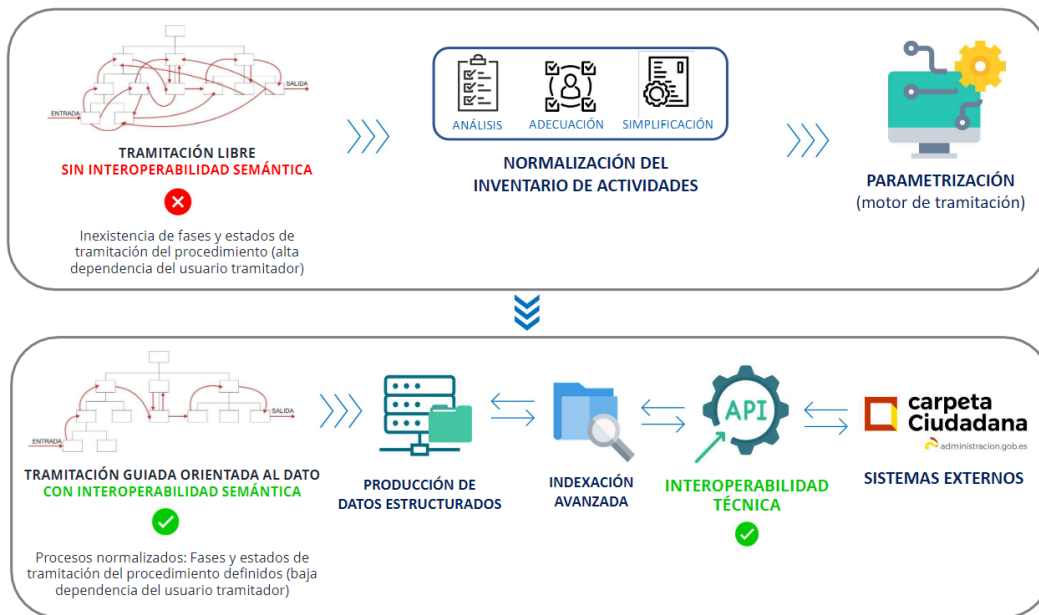 ENTRADA
SALIDA
TRAMITACIÓN LIBRE
SIN INTEROPERABILIDAD SEMÁNTICA
Inexistencia de fases y estados de
tramitación del procedimiento (alta
dependencia del usuario tramitador)
ANÁLISIS
ADECUACIÓN
SIMPLIFICACIÓN
NORMALIZACIÓN DEL
INVENTARIO DE ACTIVIDADES
PARAMETRIZACIÓN
(motor de tramitación)
ENTRADA
SALIDA
TRAMITACIÓN GUIADA ORIENTADA AL DATO
CON INTEROPERABILIDAD SEMÁNTICA
Procesos normalizados: Fases y estados de
tramitación del procedimiento definidos (baja
dependencia del usuario tramitador)
PRODUCCIÓN DE
DATOS ESTRUCTURADOS
INDEXACIÓN
AVANZADA
API
INTEROPERABILIDAD
TÉCNICA
carpeta
Ciudadana
administracion.gob.es
SISTEMAS EXTERNOS